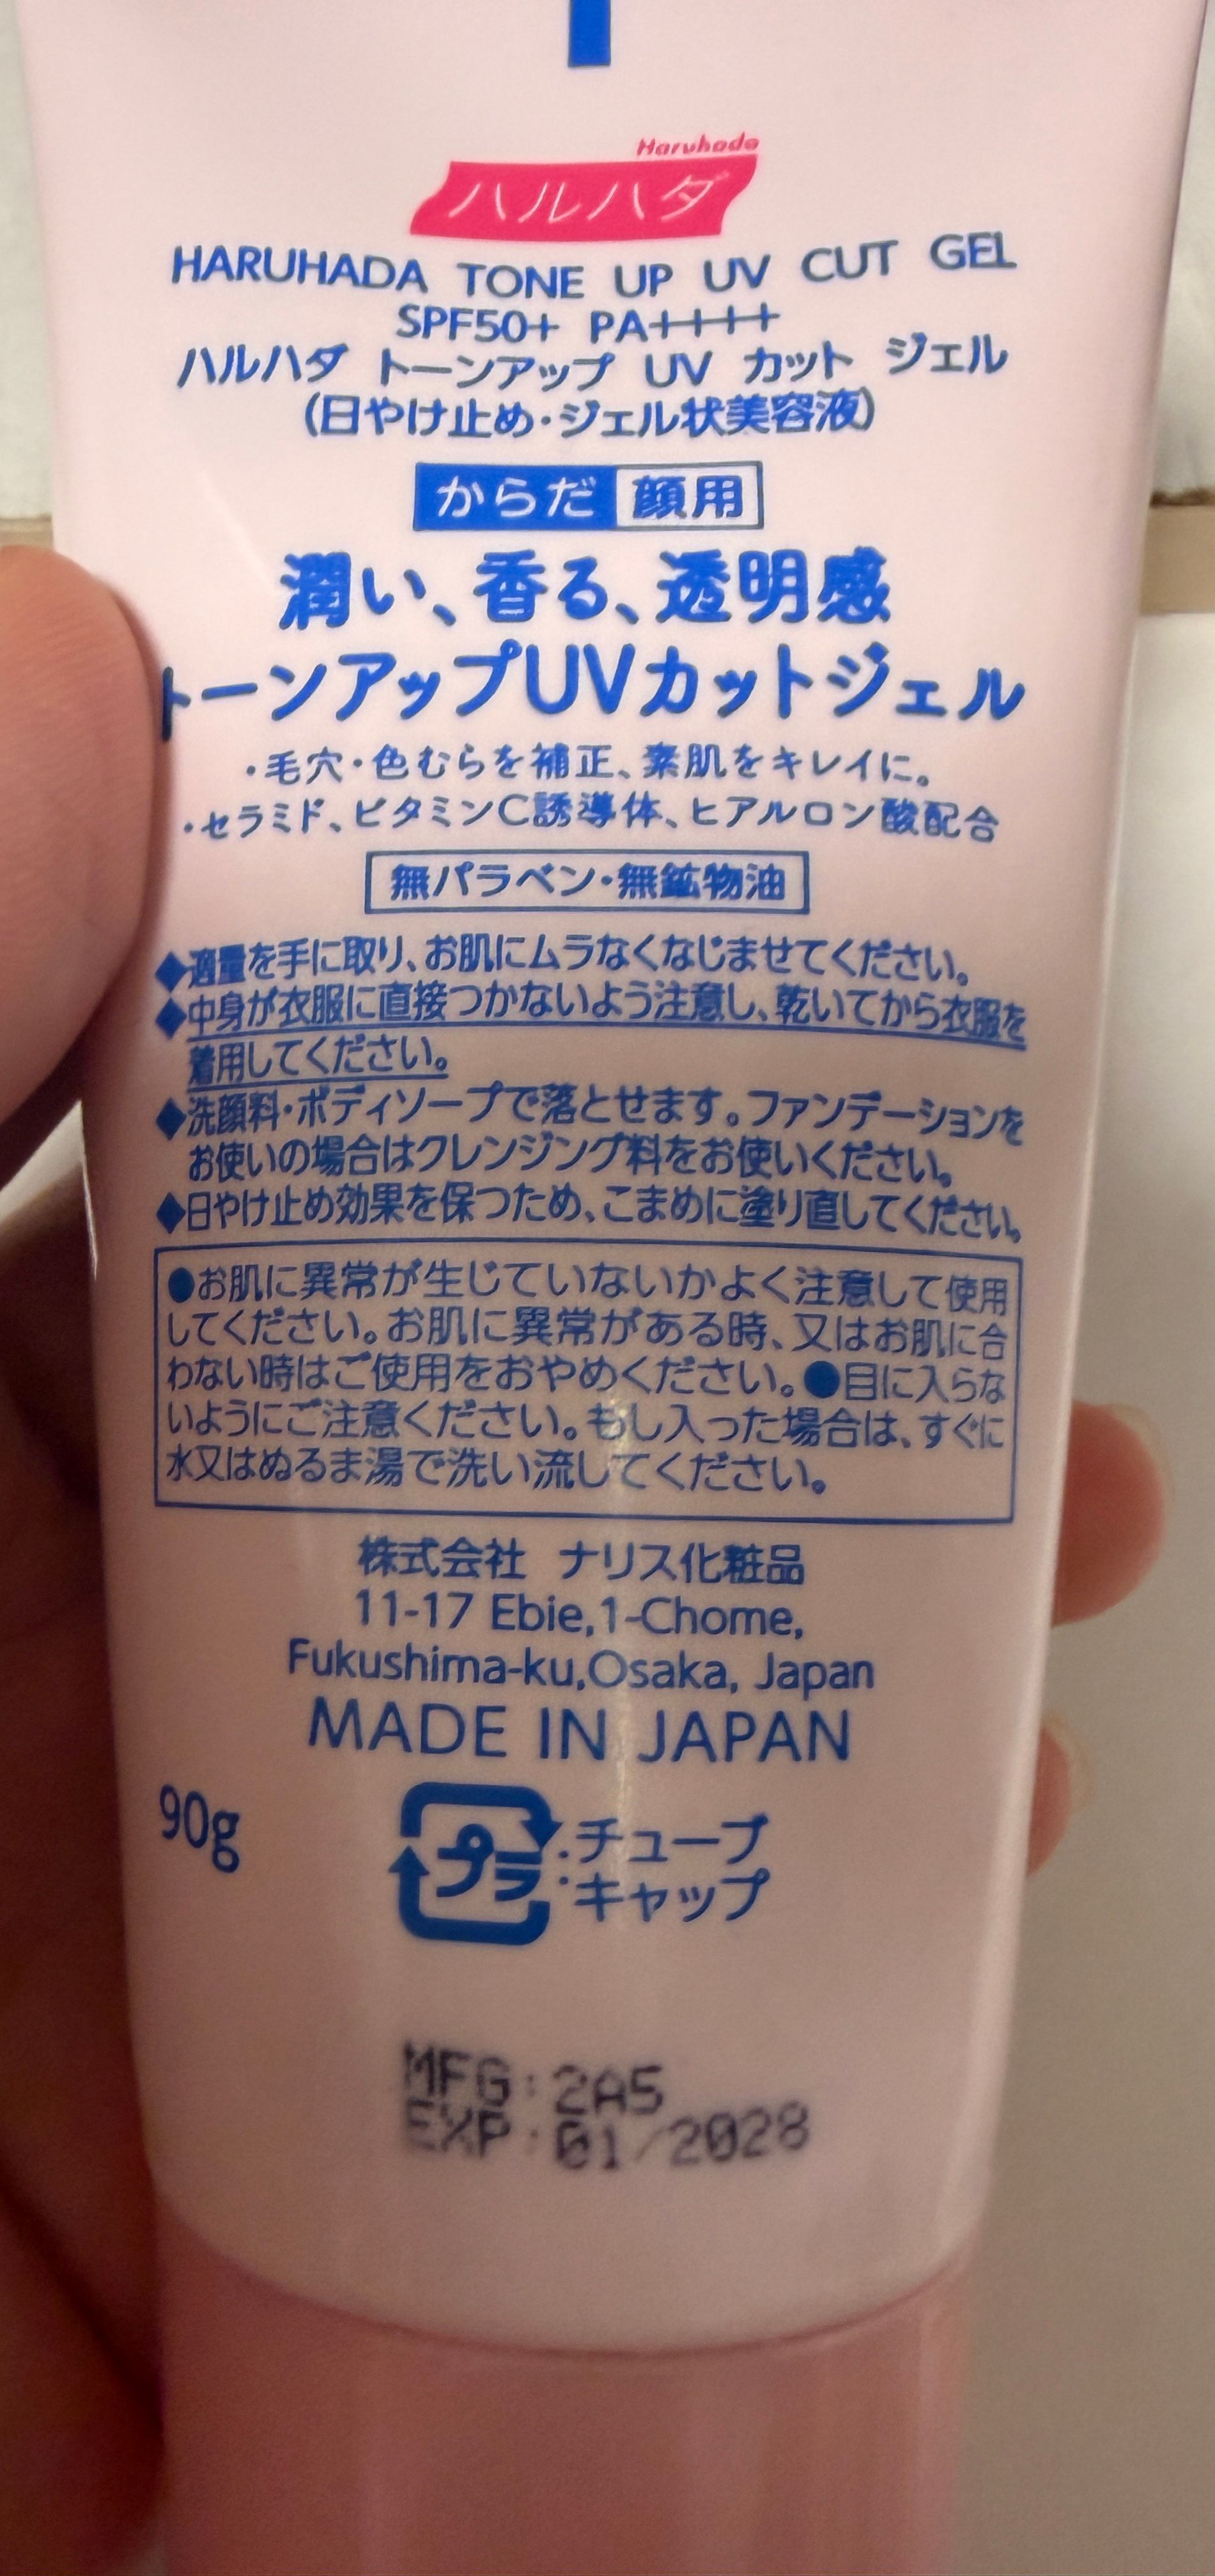 Haruhada
ハルハダ
HARUHADA TONE UP UV CUT GEL
SPF50+ PA++++
ハルハダ トーンアップ UV カット ジェル
(日やけ止め・ジェル状美容液)
からだ 顔用
潤い、香る、透明感
トーンアップUVカットジェル
・毛穴・色むらを補正、素肌をキレイに。
・セラミド、ビタミンC誘導体、ヒアルロン酸配合
無パラベン・無鉱物油
◆適量を手に取り、お肌にムラなくなじませてください。
◆中身が衣服に直接つかないよう注意し、乾いてから衣服を
着用してください。
◆洗顔料・ボディソープで落とせます。ファンデーションを
お使いの場合はクレンジング料をお使いください。
◆日やけ止め効果を保つため、こまめに塗り直してください。
●お肌に異常が生じていないかよく注意して使用
してください。お肌に異常がある時、又はお肌に合
わない時はご使用をおやめください。●目に入らな
いようにご注意ください。もし入った場合は、すぐに
水又はぬるま湯で洗い流してください。
株式会社 ナリス化粧品
11-17 Ebie,1-Chome,
Fukushima-ku,Osaka, Japan
MADE IN JAPAN
90g
プラ
:チューブ
:キャップ
MFG:2A5
EXP:01/2028